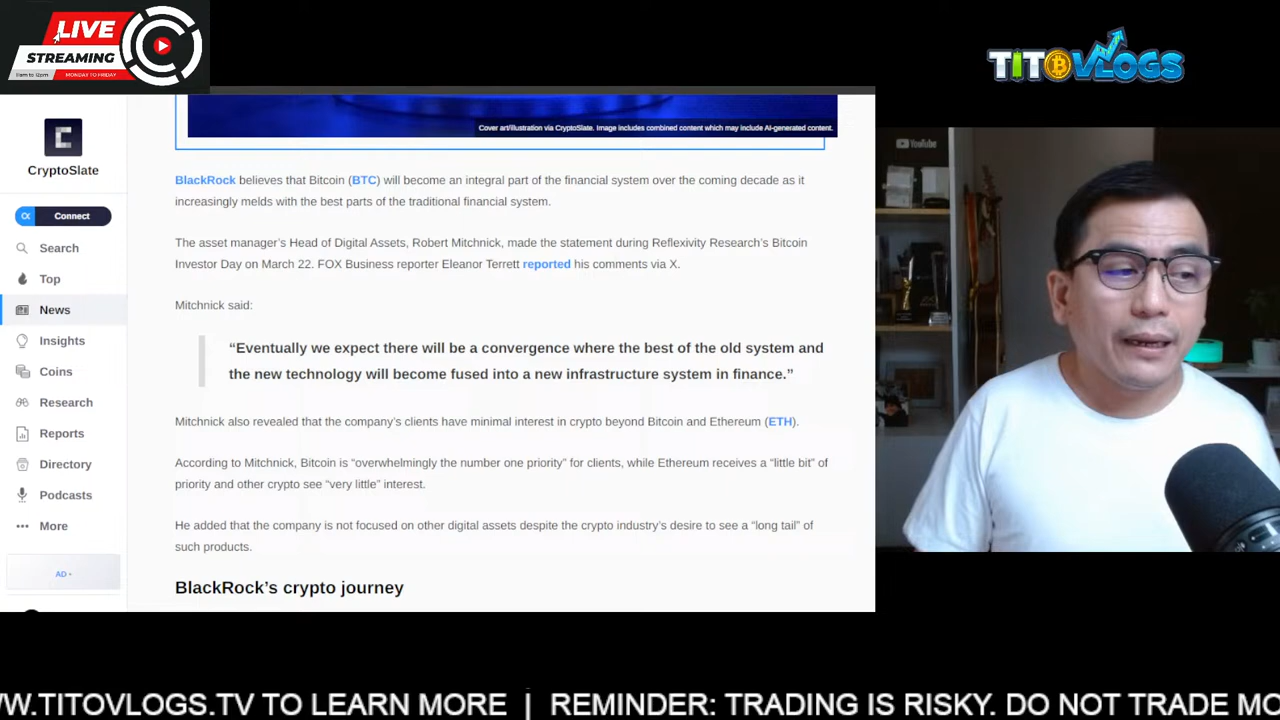 LIVE
STREAMING
11am to 12pm
MONDAY TO FRIDAY
TITOVLOGS
YouTube
Cover art/illustration via CryptoSlate. Image includes combined content which may include AI-generated content.
CryptoSlate
Connect
Search
Top
News
Insights
Coins
Research
Reports
Directory
Podcasts
More
AD
BlackRock believes that Bitcoin (BTC) will become an integral part of the financial system over the coming decade as it
increasingly melds with the best parts of the traditional financial system.
The asset manager’s Head of Digital Assets, Robert Mitchnick, made the statement during Reflexivity Research’s Bitcoin
Investor Day on March 22. FOX Business reporter Eleanor Terrett reported his comments via X.
Mitchnick said:
“Eventually we expect there will be a convergence where the best of the old system and
the new technology will become fused into a new infrastructure system in finance.”
Mitchnick also revealed that the company’s clients have minimal interest in crypto beyond Bitcoin and Ethereum (ETH).
According to Mitchnick, Bitcoin is “overwhelmingly the number one priority” for clients, while Ethereum receives a “little bit” of
priority and other crypto see “very little” interest.
He added that the company is not focused on other digital assets despite the crypto industry’s desire to see a “long tail” of
such products.
BlackRock’s crypto journey
WW.TITOVLOGS.TV TO LEARN MORE | REMINDER: TRADING IS RISKY. DO NOT TRADE MO